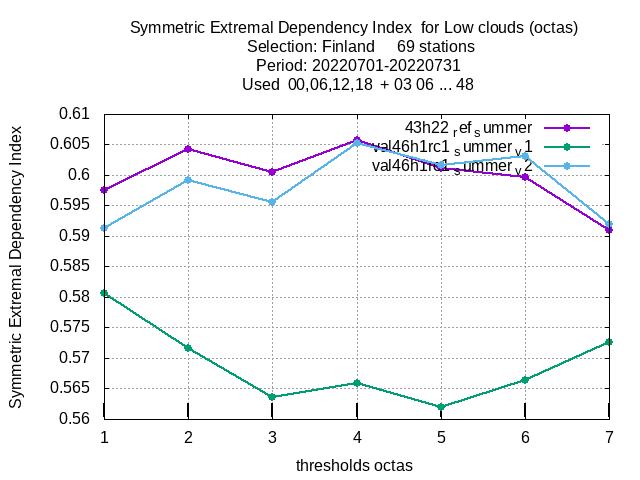 Symmetric Extremal Dependency Index  for Low clouds (octas)
Selection: Finland     69 stations
Period: 20220701-20220731
Used  00,06,12,18  + 03 06 ... 48
Symmetric Extremal Dependency Index
0.61
0.605
0.6
0.595
0.59
0.585
0.58
0.575
0.57
0.565
0.56
43h22_ref_summer
val46h1rc1_summer_v1
val46h1rc1_summer_v2
1 2 3 4 5 6 7
thresholds octas